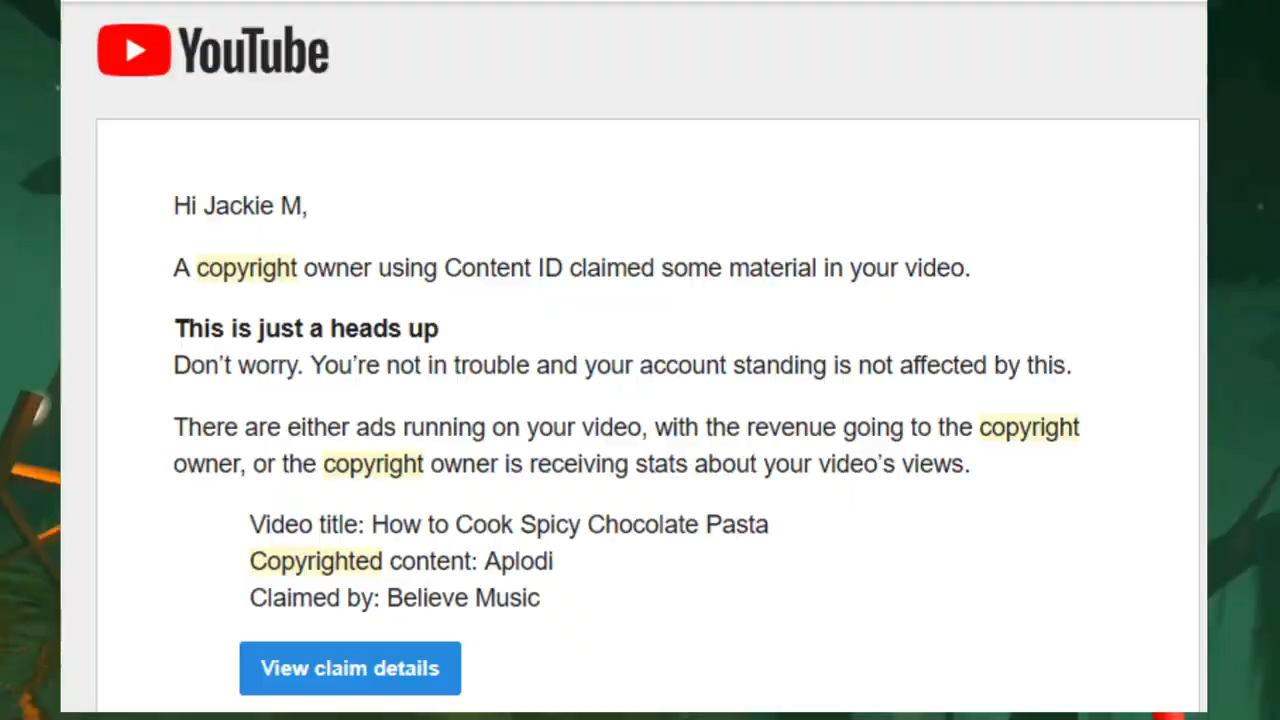 YouTube
Hi Jackie M,
A copyright owner using Content ID claimed some material in your video.
This is just a heads up
Don’t worry. You’re not in trouble and your account standing is not affected by this.
There are either ads running on your video, with the revenue going to the copyright
owner, or the copyright owner is receiving stats about your video’s views.
Video title: How to Cook Spicy Chocolate Pasta
Copyrighted content: Aplodi
Claimed by: Believe Music
View claim details